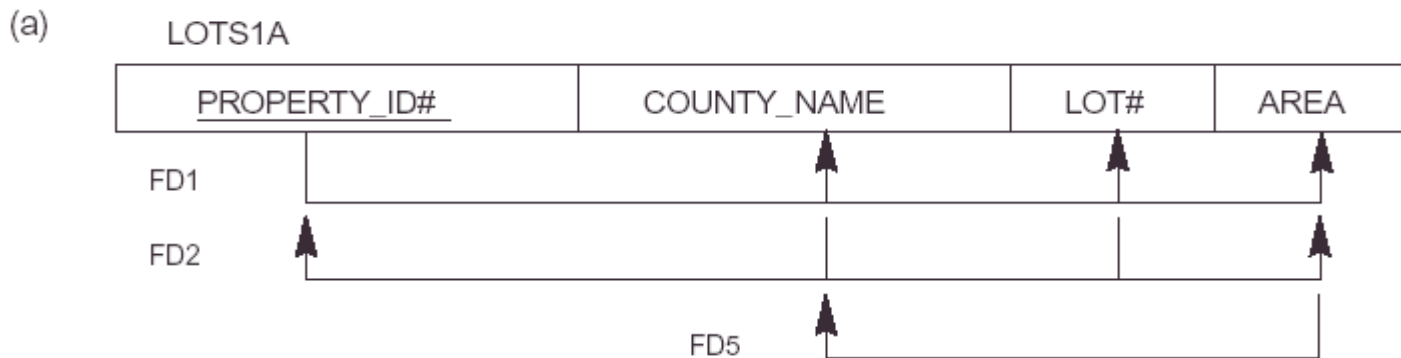 (a)
LOTS1A
PROPERTY_ID# COUNTY_NAME LOT# AREA
FD1
FD2
FD5